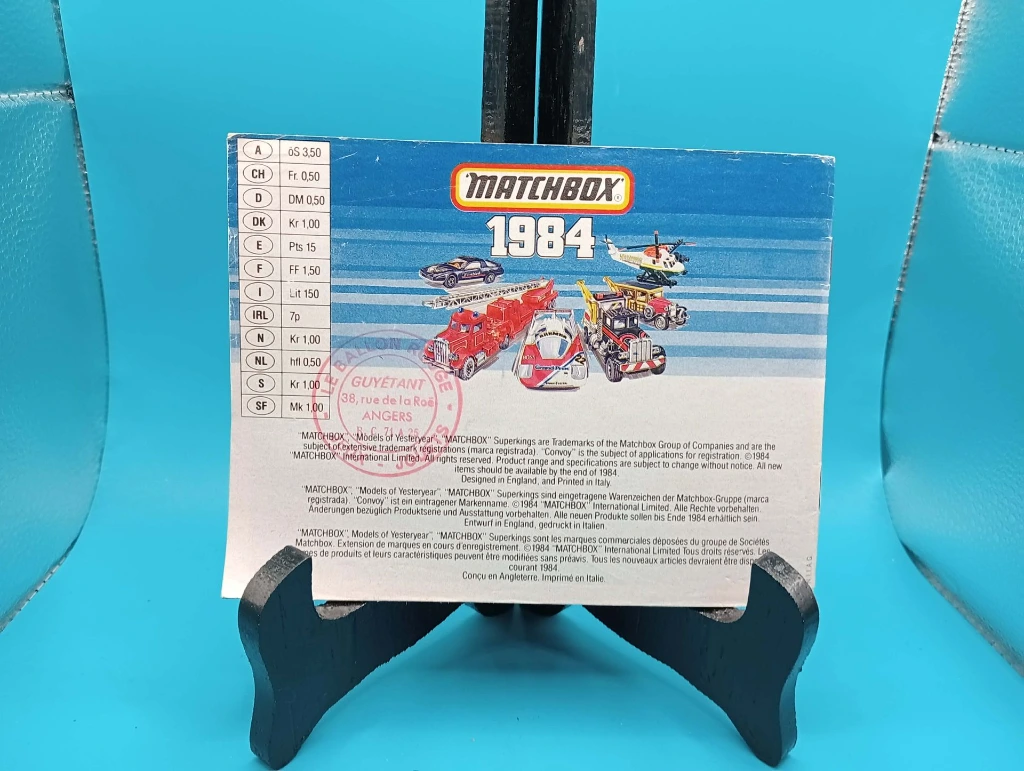 A öS 3,50
CH Fr. 0,50
D DM 0,50
DK Kr 1,00
E Pts 15
F FF 1,50
I Lit 150
IRL 7p
N Kr 1,00
NL hfl 0,50
S Kr 1,00
SF Mk 1,00
"MATCHBOX"
1984
LE BALLON ROUGE
GUYÉTANT
38, rue de la Roë
ANGERS
JOUETS
"MATCHBOX", "Models of Yesteryear", "MATCHBOX" Superkings are Trademarks of the Matchbox Group of Companies and are the
subject of extensive trademark registrations (marca registrada). "Convoy" is the subject of applications for registration. ©1984
"MATCHBOX" International Limited. All rights reserved. Product range and specifications are subject to change without notice. All new
items should be available by the end of 1984.
Designed in England, and Printed in Italy.
"MATCHBOX", "Models of Yesteryear", "MATCHBOX" Superkings sind eingetragene Warenzeichen der Matchbox-Gruppe (marca
registrada). "Convoy" ist ein eintragener Markenname. ©1984 "MATCHBOX" International Limited. Alle Rechte vorbehalten.
Änderungen bezüglich Produktsene und Ausstattung vorbehalten. Alle neuen Produkte sollen bis Ende 1984 erhältlich sein.
Entwurf in England, gedruckt in Italien.
"MATCHBOX", Models of Yesteryear", "MATCHBOX" Superkings sont les marques commerciales déposées du groupe de Sociétés
Matchbox. Extension de marques en cours d'enregistrement. ©1984 "MATCHBOX" International Limited Tous droits réservés. Les
de produits et leurs caractéristiques peuvent être modifiées sans préavis. Tous les nouveaux articles devraient être
courant 1984.
Conçu en Angleterre. Imprimé en Italie.